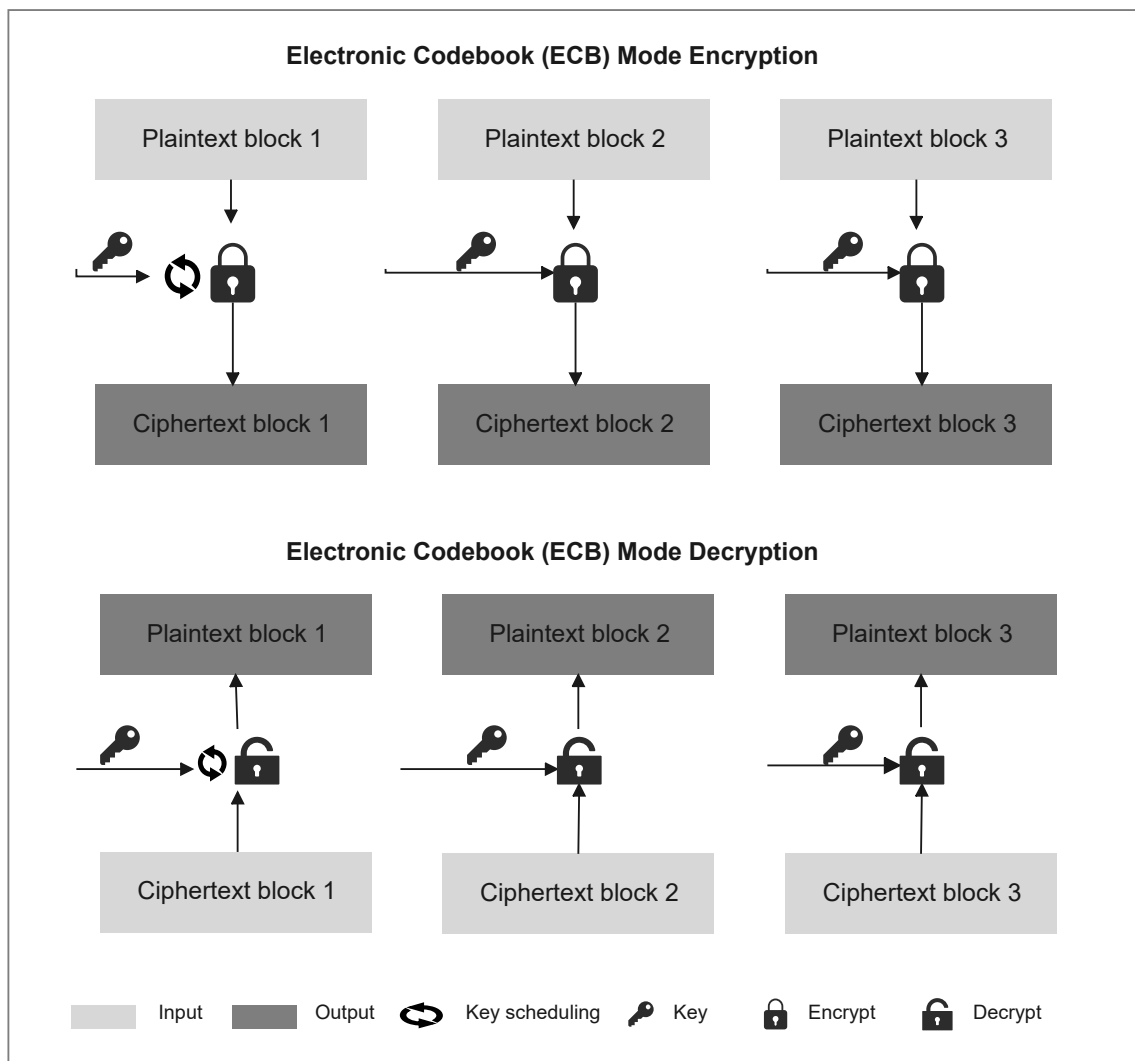 Electronic Codebook (ECB) Mode Encryption
Plaintext block 1
Plaintext block 2
Plaintext block 3
Ciphertext block 1
Ciphertext block 2
Ciphertext block 3
Electronic Codebook (ECB) Mode Decryption
Plaintext block 1
Plaintext block 2
Plaintext block 3
Ciphertext block 1
Ciphertext block 2
Ciphertext block 3
Input
Output
Key scheduling
Key
Encrypt
Decrypt